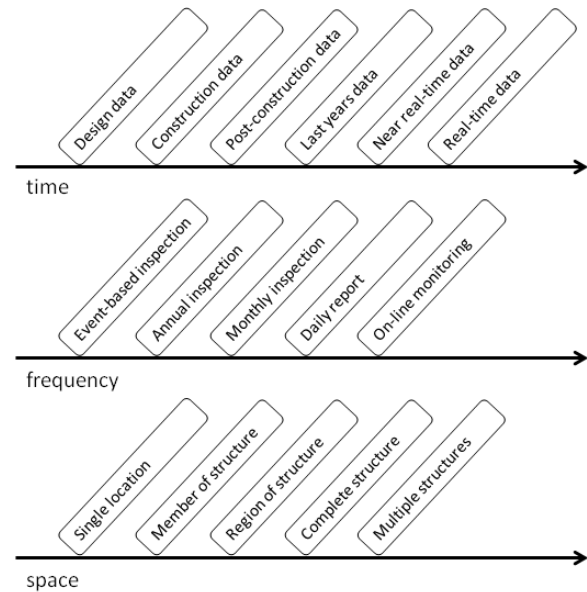 Design data
Construction data
Post-construction data
Last years data
Near real-time data
Real-time data
time
Event-based inspection
Annual inspection
Monthly inspection
Daily report
On-line monitoring
frequency
Single location
Member of structure
Region of structure
Complete structure
Multiple structures
space